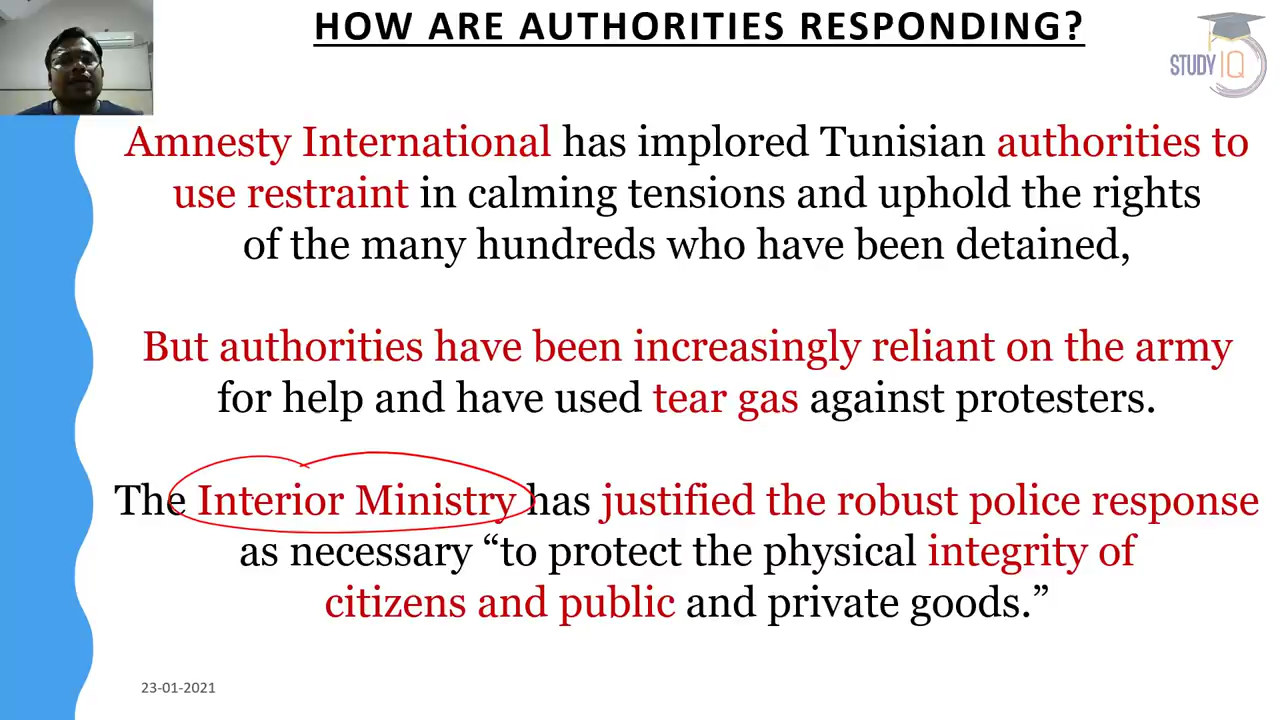 HOW ARE AUTHORITIES RESPONDING?
STUDY IQ
Amnesty International has implored Tunisian authorities to
use restraint in calming tensions and uphold the rights
of the many hundreds who have been detained,
But authorities have been increasingly reliant on the army
for help and have used tear gas against protesters.
The Interior Ministry has justified the robust police response
as necessary “to protect the physical integrity of
citizens and public and private goods.”
23-01-2021